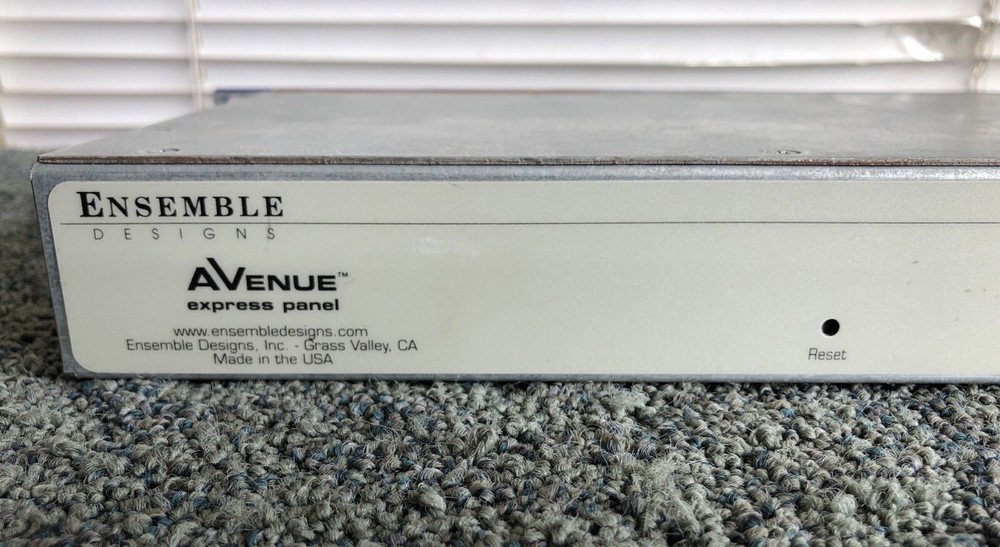 ENSEMBLE
DESIGNS
AVENUE™
express panel
www.ensembledesigns.com
Ensemble Designs, Inc. - Grass Valley, CA
Made in the USA
Reset